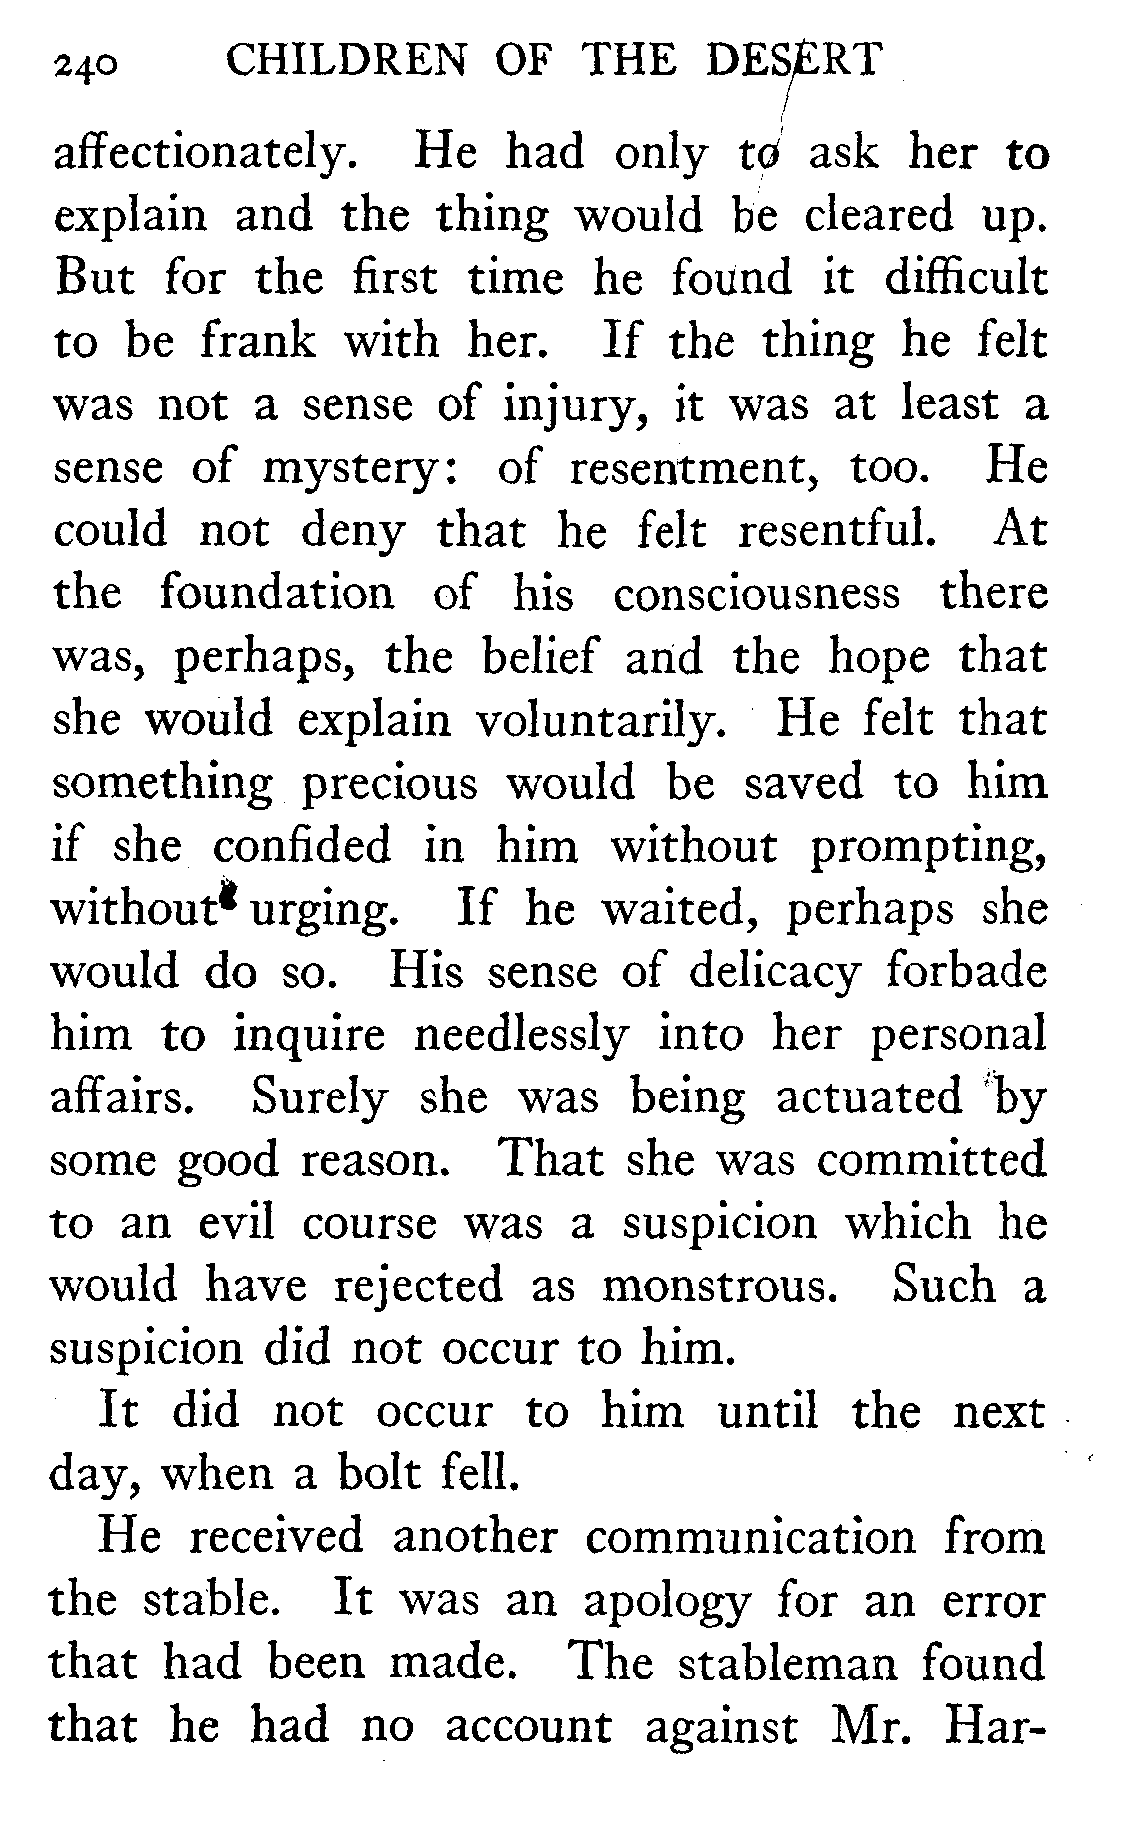 240 CHILDREN OF THE DESERT
affectionately. He had only to ask her to
explain and the thing would be cleared up.
But for the first time he found it difficult
to be frank with her. If the thing he felt
was not a sense of injury, it was at least a
sense of mystery: of resentment, too. He
could not deny that he felt resentful. At
the foundation of his consciousness there
was, perhaps, the belief and the hope that
she would explain voluntarily. He felt that
something precious would be saved to him
if she confided in him without prompting,
without urging. If he waited, perhaps she
would do so. His sense of delicacy forbade
him to inquire needlessly into her personal
affairs. Surely she was being actuated by
some good reason. That she was committed
to an evil course was a suspicion which he
would have rejected as monstrous. Such a
suspicion did not occur to him.
It did not occur to him until the next
day, when a bolt fell.
He received another communication from
the stable. It was an apology for an error
that had been made. The stableman found
that he had no account against Mr. Har-